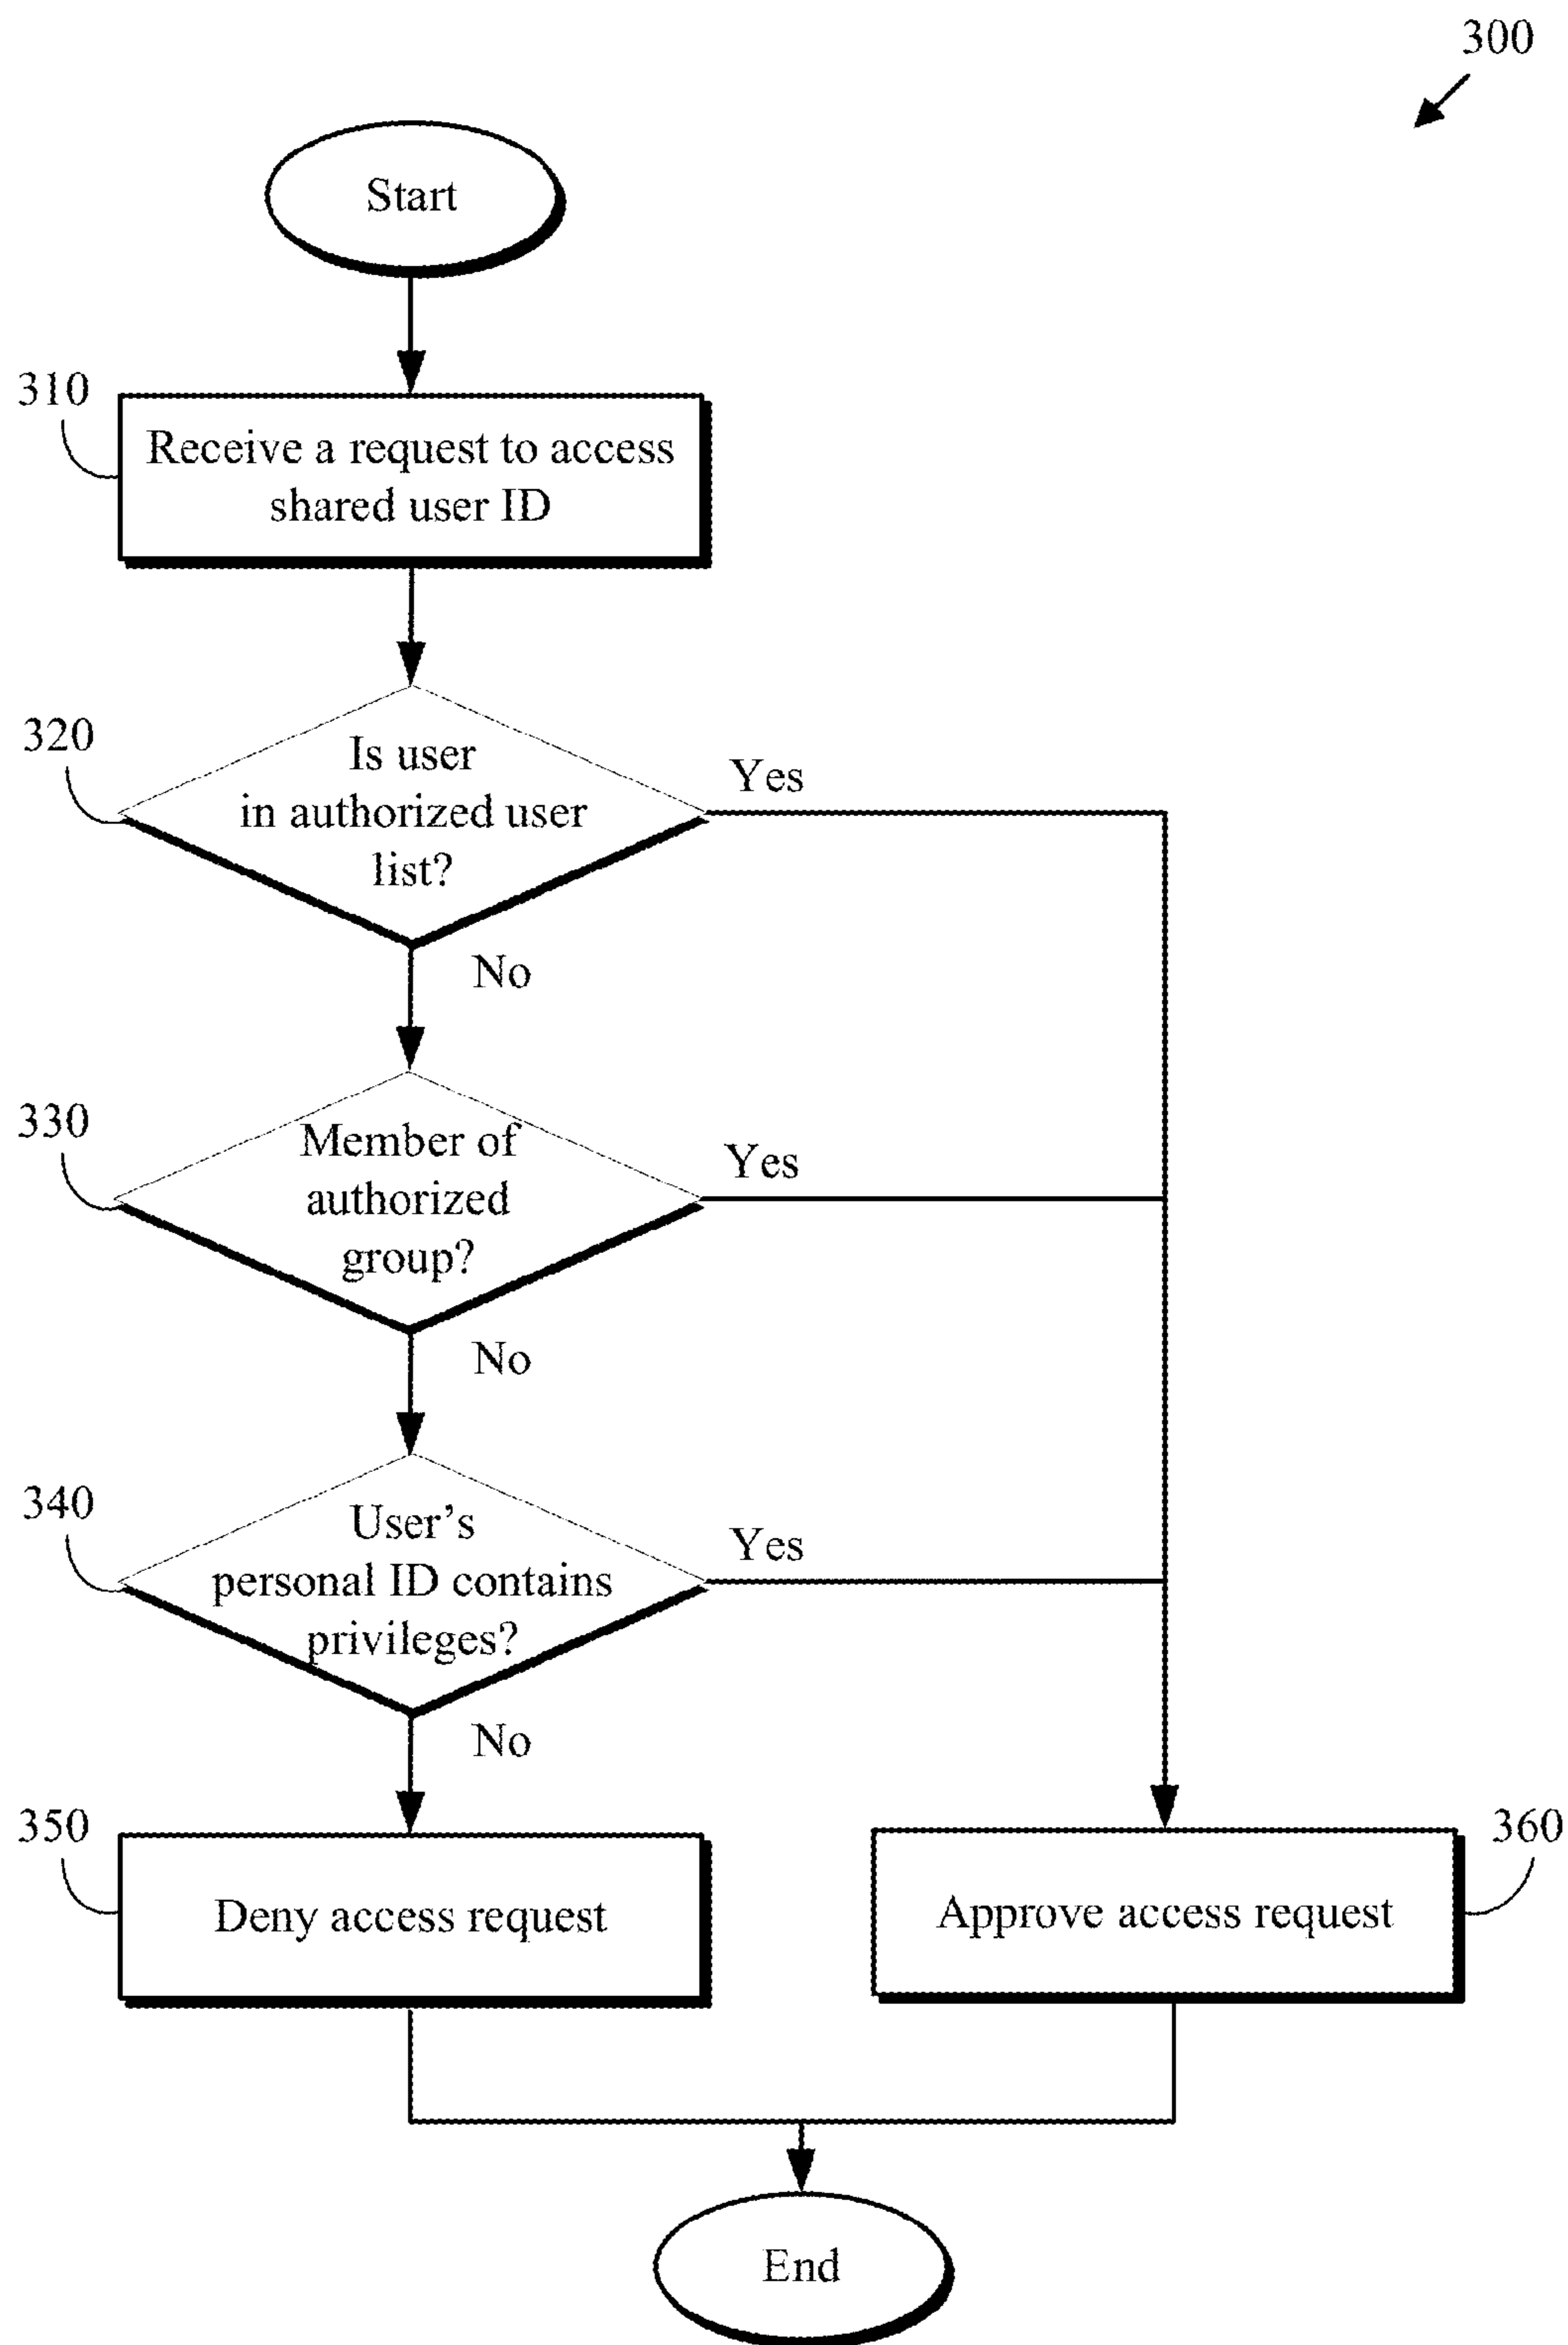 300
Start
310
Receive a request to access
shared user ID
320
Is user
in authorized user
list?
Yes
No
330
Member of
authorized
group?
Yes
No
340
User's
personal ID contains
privileges?
Yes
No
350
Deny access request
360
Approve access request
End